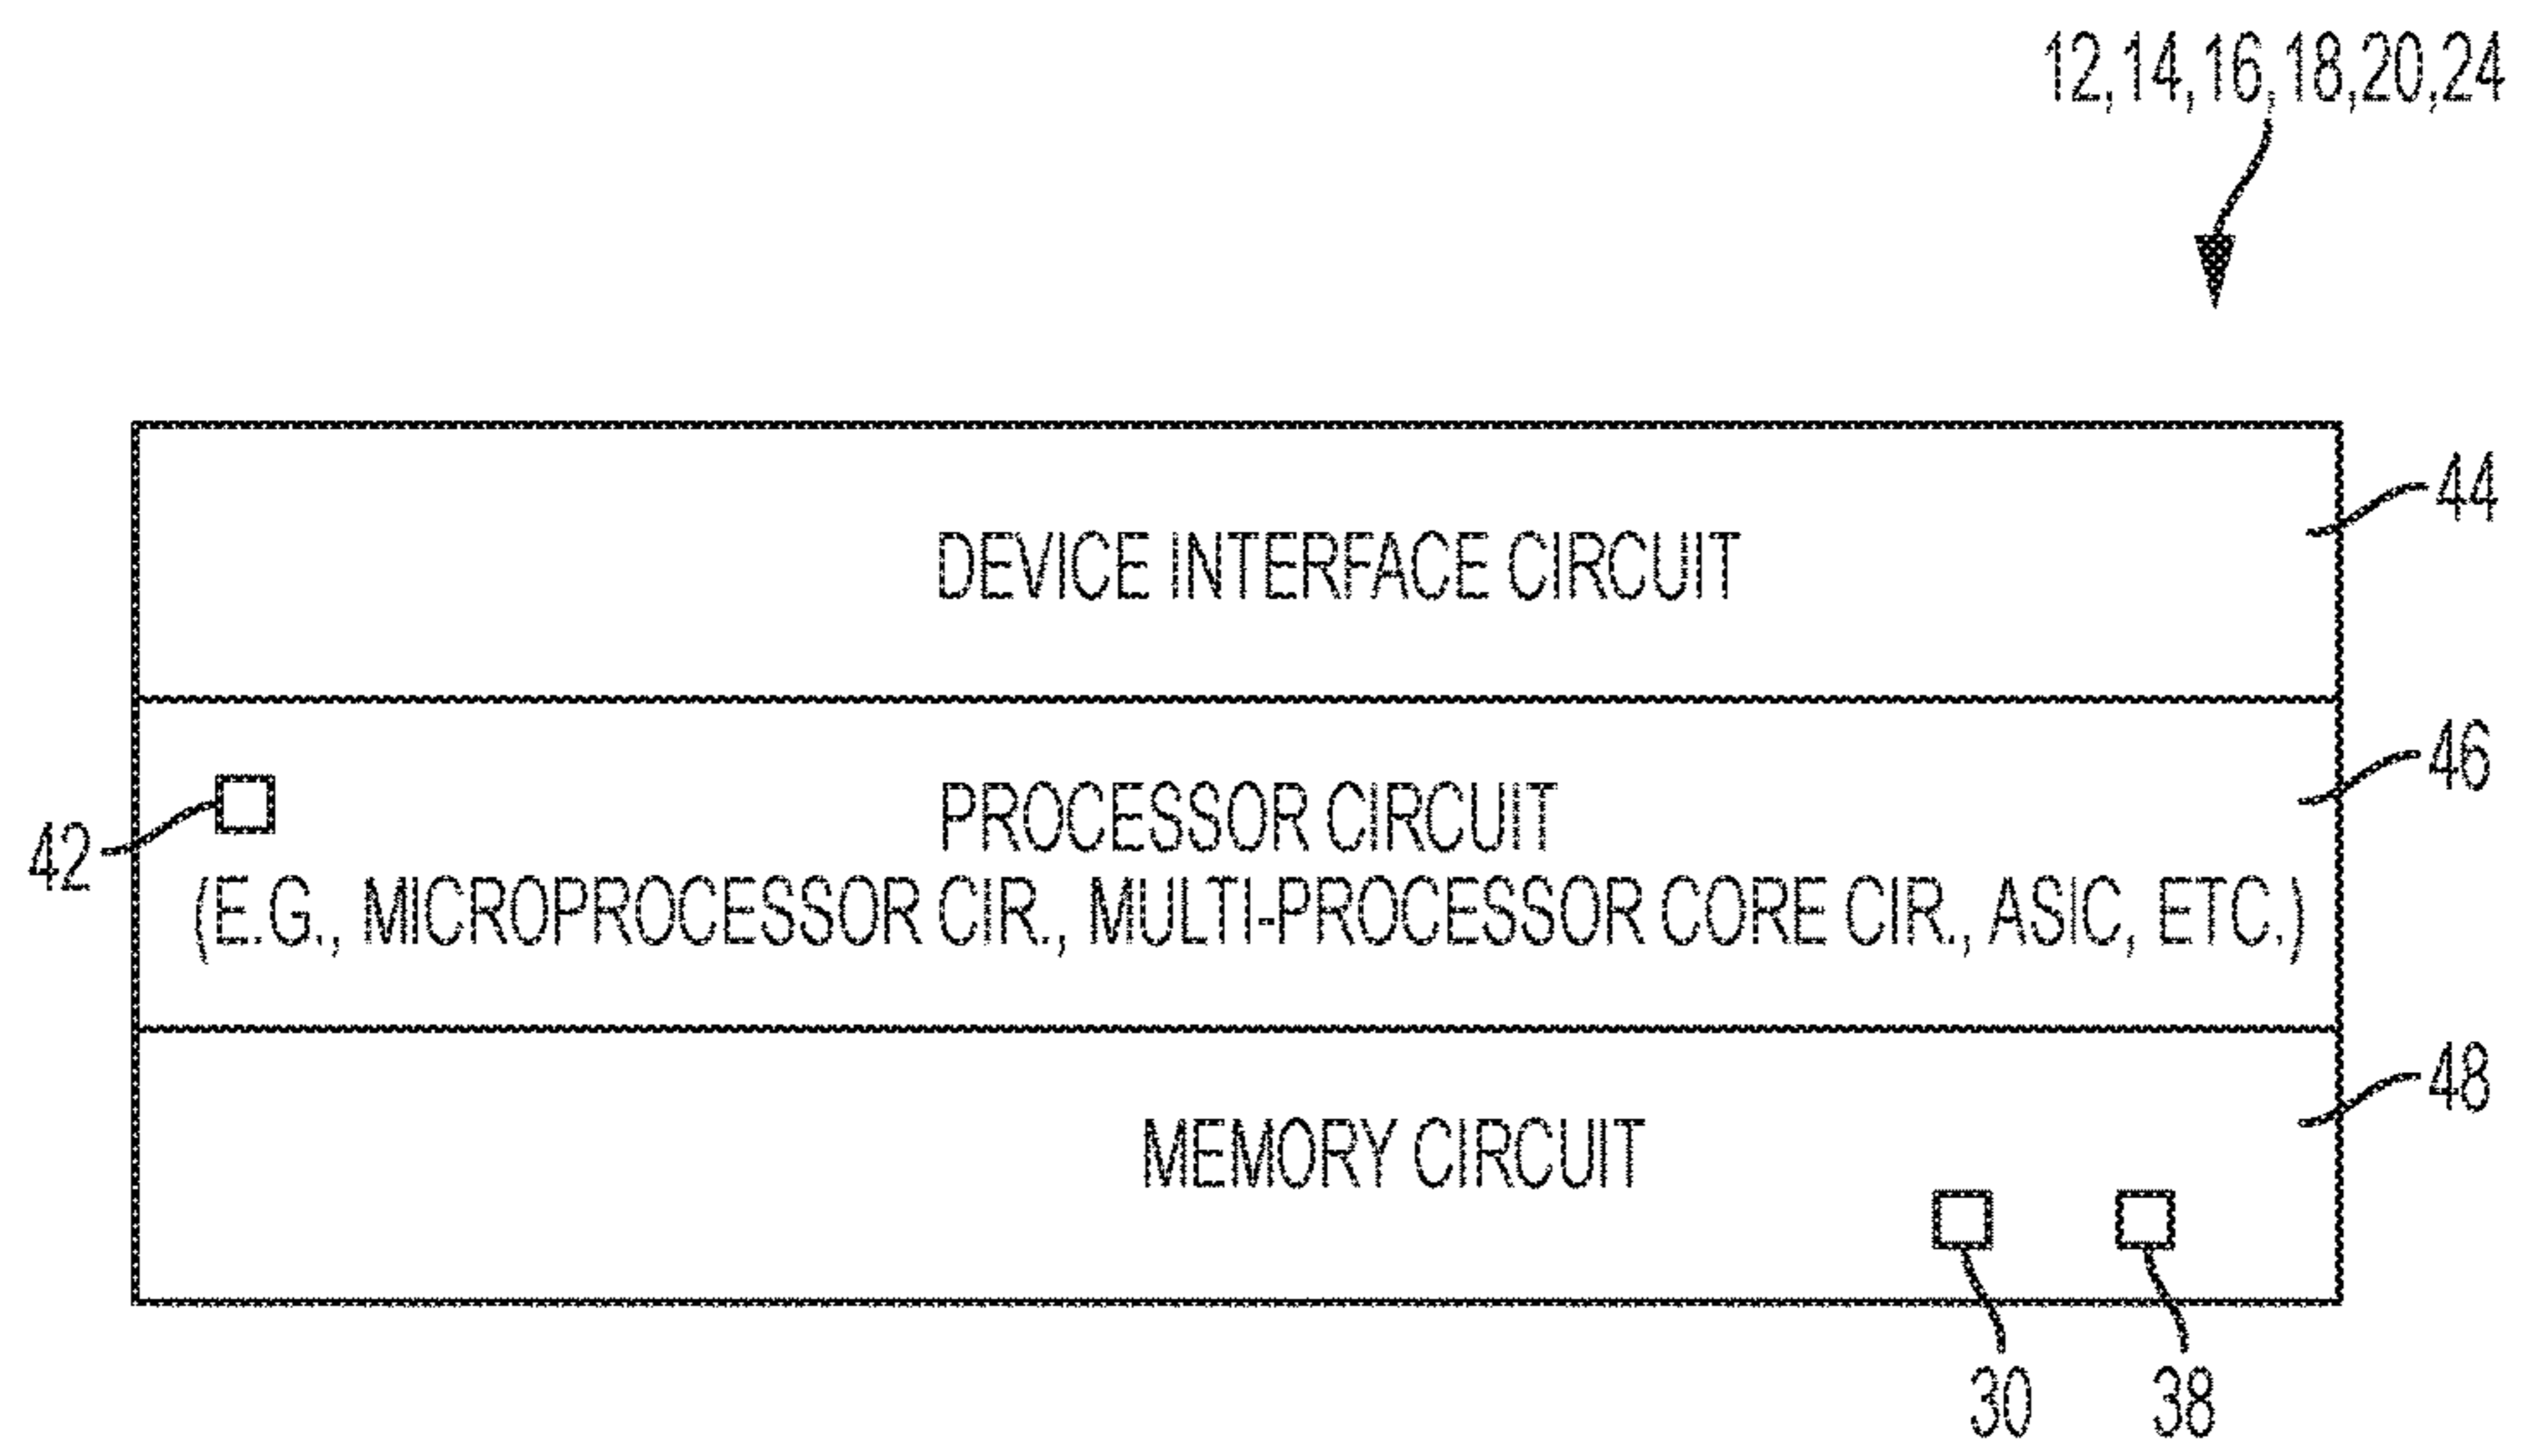 12,14,16,18,20,24
44
DEVICE INTERFACE CIRCUIT
46
42
PROCESSOR CIRCUIT
(E.G., MICROPROCESSOR CIR., MULTI-PROCESSOR CORE CIR., ASIC, ETC.)
48
MEMORY CIRCUIT
30
38